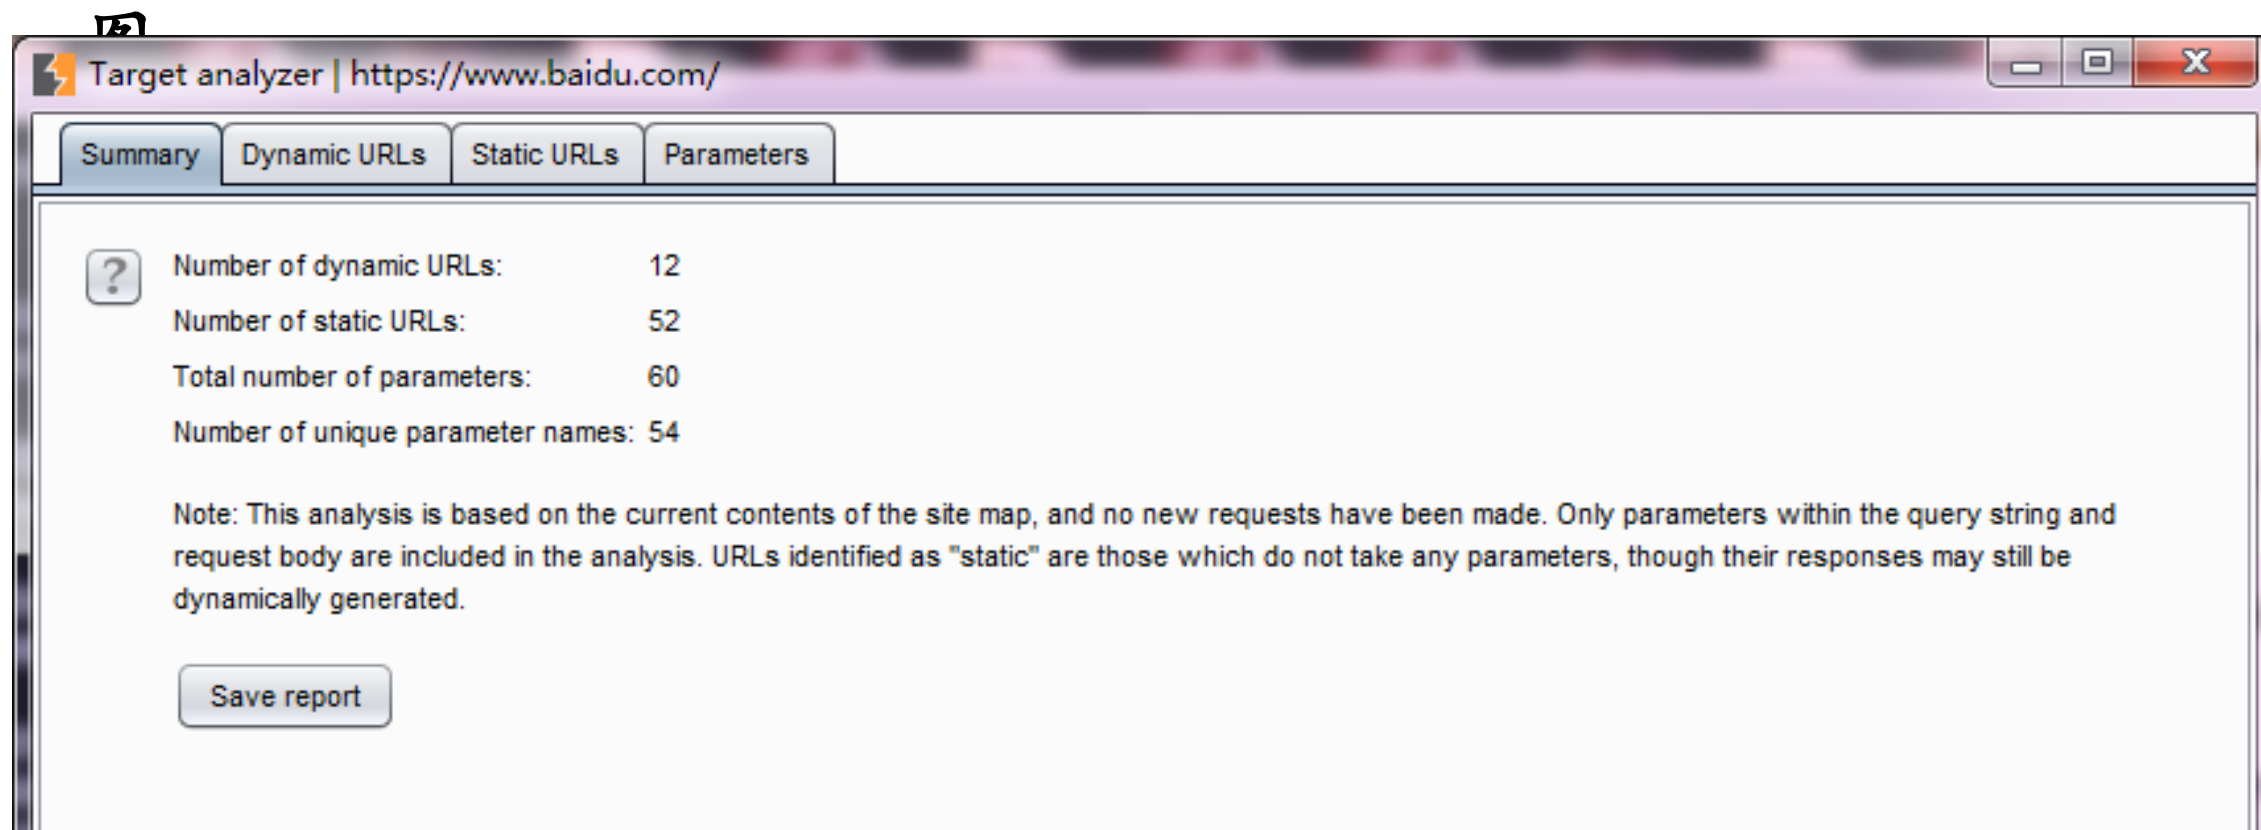 图
Target analyzer | https://www.baidu.com/
Summary Dynamic URLs Static URLs Parameters
? Number of dynamic URLs: 12
Number of static URLs: 52
Total number of parameters: 60
Number of unique parameter names: 54
Note: This analysis is based on the current contents of the site map, and no new requests have been made. Only parameters within the query string and
request body are included in the analysis. URLs identified as "static" are those which do not take any parameters, though their responses may still be
dynamically generated.
Save report